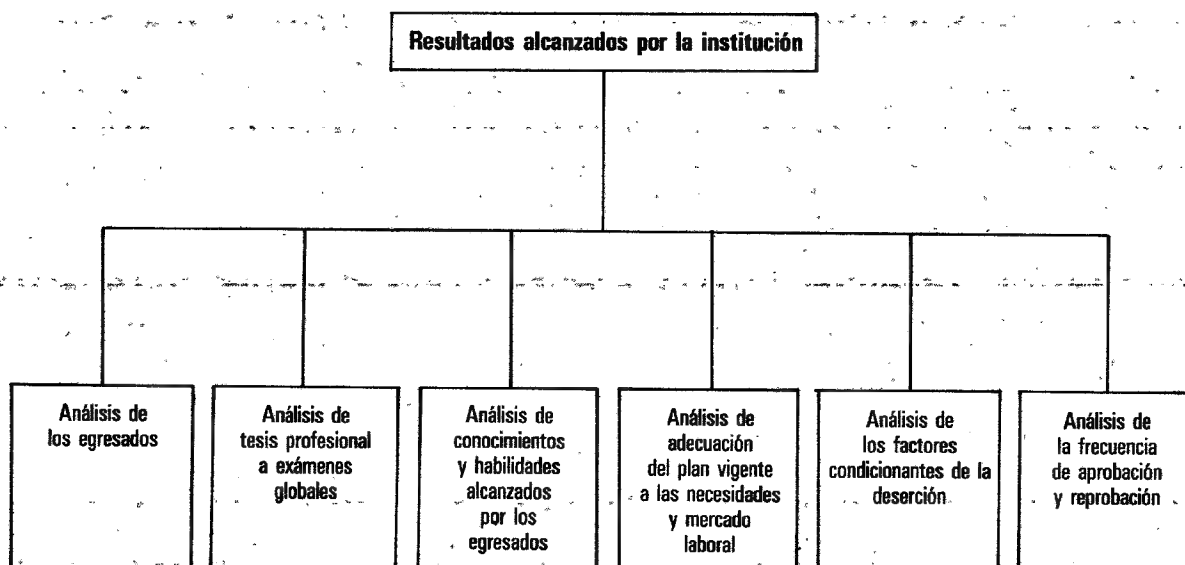 Resultados alcanzados por la institución
Análisis de
los egresados
Análisis de
tesis profesional
a exámenes
globales
Análisis de
conocimientos
y habilidades
alcanzados
por los
egresados
Análisis de
adecuación
del plan vigente
a las necesidades
y mercado
laboral
Análisis de
los factores
condicionantes de la
deserción
Análisis de
la frecuencia
de aprobación
y reprobación